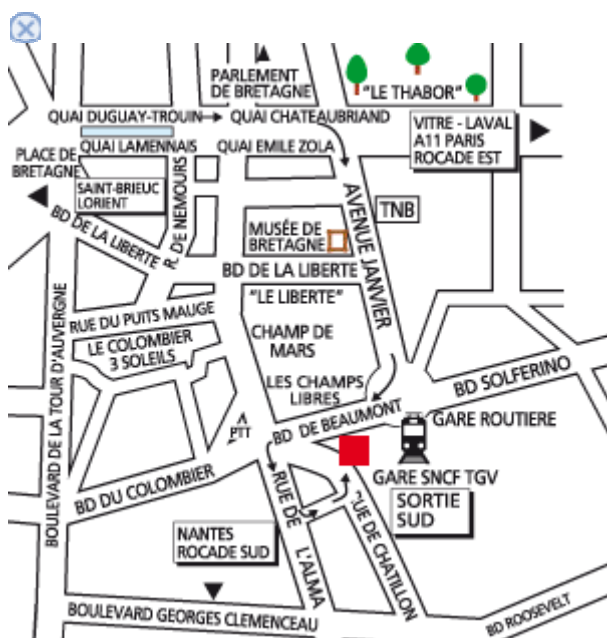 PARLEMENT
DE BRETAGNE
"LE THABOR"
QUAI DUGUAY-TROUIN
QUAI CHATEAUBRIAND
VITRE - LAVAL
A11 PARIS
ROCADE EST
QUAI LAMENNAIS
QUAI EMILE ZOLA
PLACE DE
BRETAGNE
SAINT-BRIEUC
LORIENT
R. DE NEMOURS
AVENUE JANVIER
TNB
BD DE LA LIBERTE
MUSÉE DE
BRETAGNE
BD DE LA LIBERTE
"LE LIBERTE"
RUE DU PUITS MAUGE
LE COLOMBIER
3 SOLEILS
CHAMP DE
MARS
BOULEVARD DE LA TOUR D'AUVERGNE
LES CHAMPS
LIBRES
BD SOLFERINO
PTT
BD DE BEAUMONT
GARE ROUTIERE
BD DU COLOMBIER
GARE SNCF TGV
SORTIE
SUD
RUE DE
L'ALMA
UE DE CHATILLON
NANTES
ROCADE SUD
BOULEVARD GEORGES CLEMENCEAU
BD ROOSEVELT